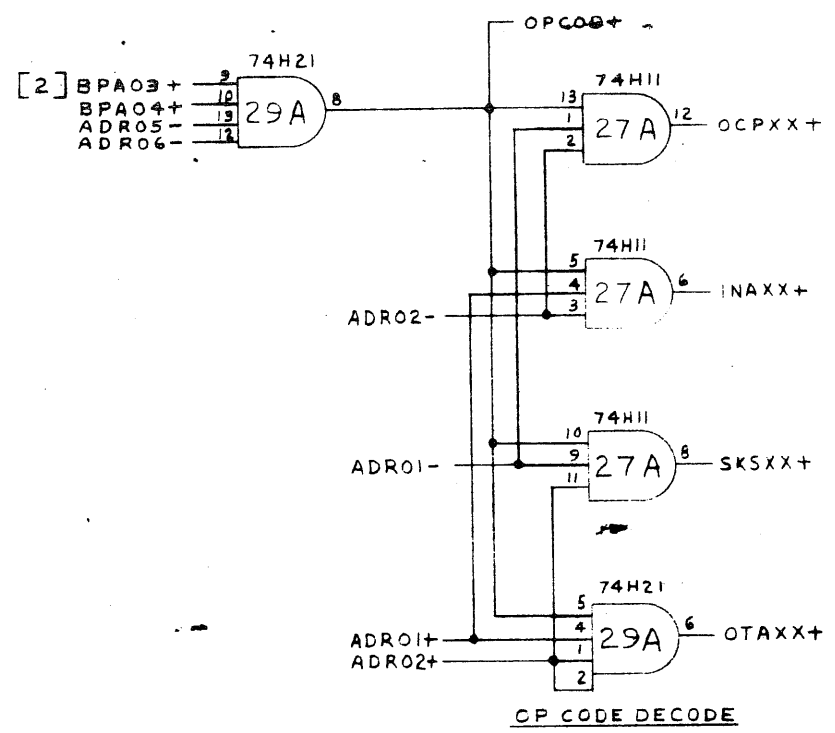 OPCOD+
74H21
[2] BPA03+ 9
BPA04+ 10
ADR05- 13
ADR06- 12
29A 8
74H11
13
1
2
27A 12 OCPXX+
74H11
5
4
3
27A 6 INAXX+
ADR02-
74H11
10
9
11
27A 8 SKSXX+
ADR01-
74H21
5
4
1
2
29A 6 OTAXX+
ADR01+
ADR02+
OP CODE DECODE